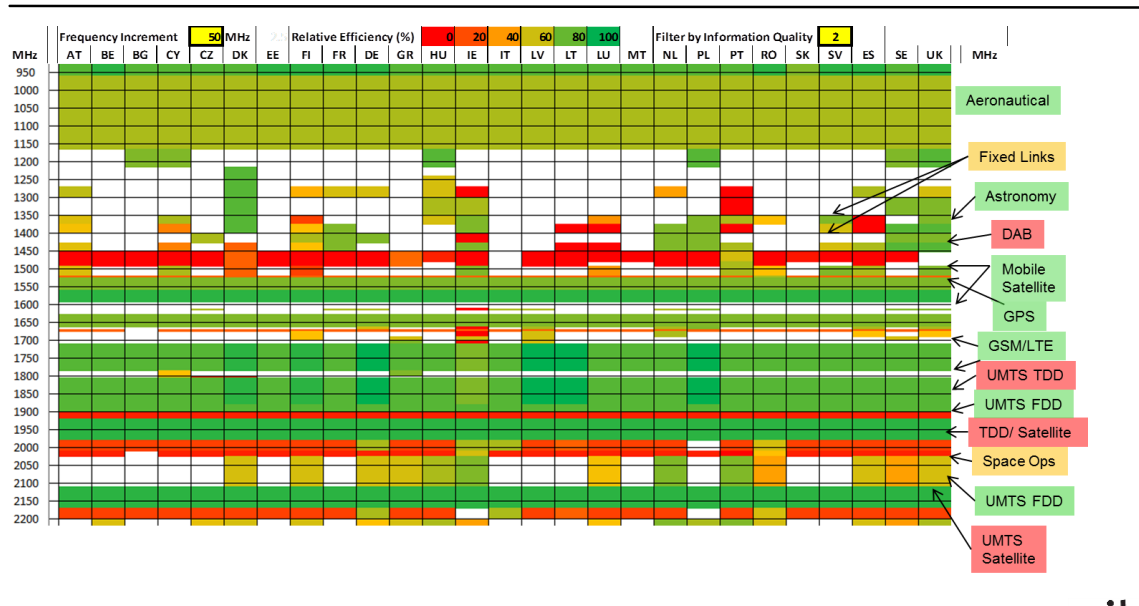 Frequency Increment 50 MHz Relative Efficiency (%) 0 20 40 60 80 100 Filter by Information Quality 2
MHz AT BE BG CY CZ DK EE FI FR DE GR HU IE IT LV LT LU MT NL PL PT RO SK SV ES SE UK MHz
950
1000
1050
1100
1150
1200
1250
1300
1350
1400
1450
1500
1550
1600
1650
1700
1750
1800
1850
1900
1950
2000
2050
2100
2150
2200
Aeronautical
Fixed Links
Astronomy
DAB
Mobile
Satellite
GPS
GSM/LTE
UMTS TDD
UMTS FDD
TDD/ Satellite
Space Ops
UMTS FDD
UMTS
Satellite